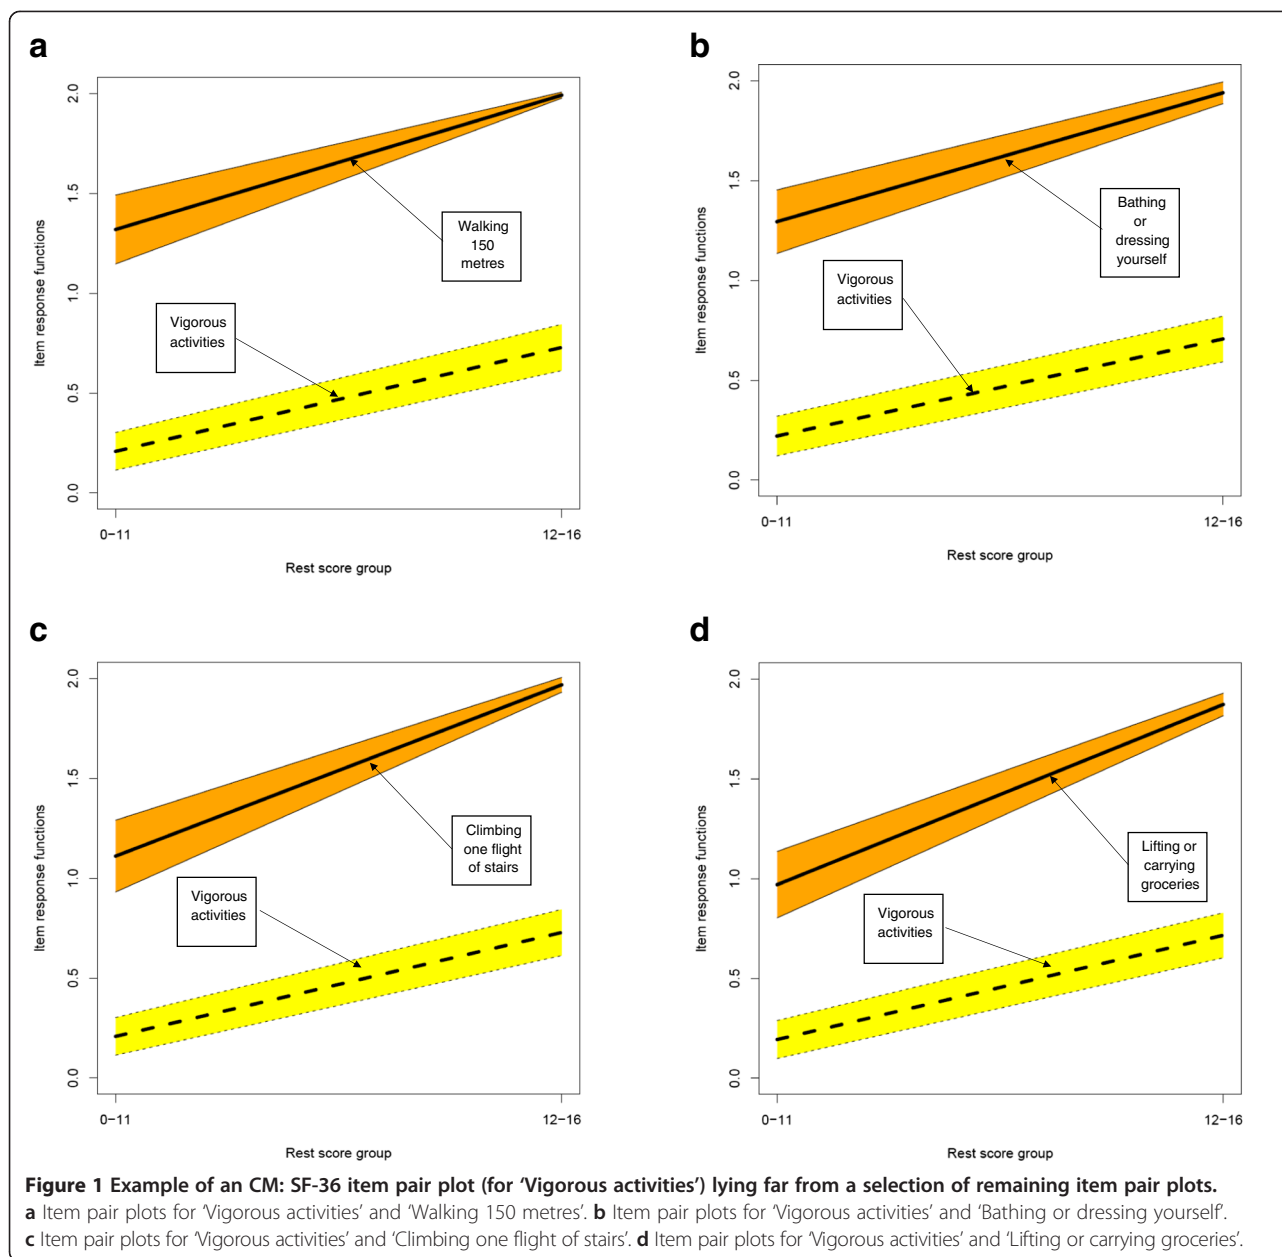 a
2.0
1.5
1.0
0.5
0.0
Item response functions
Walking
150
metres
Vigorous
activities
0−11
12−16
Rest score group
b
2.0
1.5
1.0
0.5
0.0
Item response functions
Bathing
or
dressing
yourself
Vigorous
activities
0−11
12−16
Rest score group
c
2.0
1.5
1.0
0.5
0.0
Item response functions
Climbing
one flight
of stairs
Vigorous
activities
0−11
12−16
Rest score group
d
2.0
1.5
1.0
0.5
0.0
Item response functions
Lifting or
carrying
groceries
Vigorous
activities
0−11
12−16
Rest score group
Figure 1 Example of an CM: SF-36 item pair plot (for ‘Vigorous activities’) lying far from a selection of remaining item pair plots.
a Item pair plots for ‘Vigorous activities’ and ‘Walking 150 metres’. b Item pair plots for ‘Vigorous activities’ and ‘Bathing or dressing yourself’.
c Item pair plots for ‘Vigorous activities’ and ‘Climbing one flight of stairs’. d Item pair plots for ‘Vigorous activities’ and ‘Lifting or carrying groceries’.